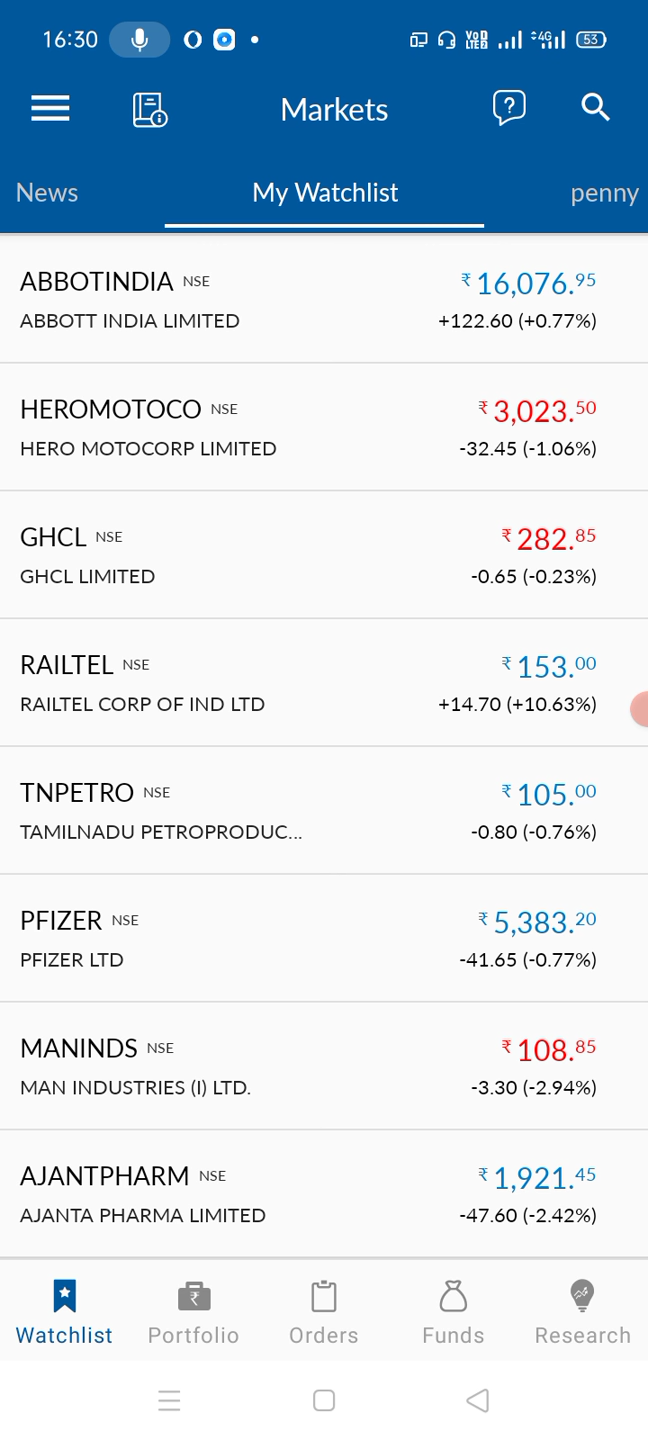 16:30 VoD LTE2 4G 53
Markets
News My Watchlist penny
ABBOTINDIA NSE ₹ 16,076.95
ABBOTT INDIA LIMITED +122.60 (+0.77%)
HEROMOTOCO NSE ₹ 3,023.50
HERO MOTOCORP LIMITED -32.45 (-1.06%)
GHCL NSE ₹ 282.85
GHCL LIMITED -0.65 (-0.23%)
RAILTEL NSE ₹ 153.00
RAILTEL CORP OF IND LTD +14.70 (+10.63%)
TNPETRO NSE ₹ 105.00
TAMILNADU PETROPRODUC... -0.80 (-0.76%)
PFIZER NSE ₹ 5,383.20
PFIZER LTD -41.65 (-0.77%)
MANINDS NSE ₹ 108.85
MAN INDUSTRIES (I) LTD. -3.30 (-2.94%)
AJANTPHARM NSE ₹ 1,921.45
AJANTA PHARMA LIMITED -47.60 (-2.42%)
Watchlist Portfolio Orders Funds Research